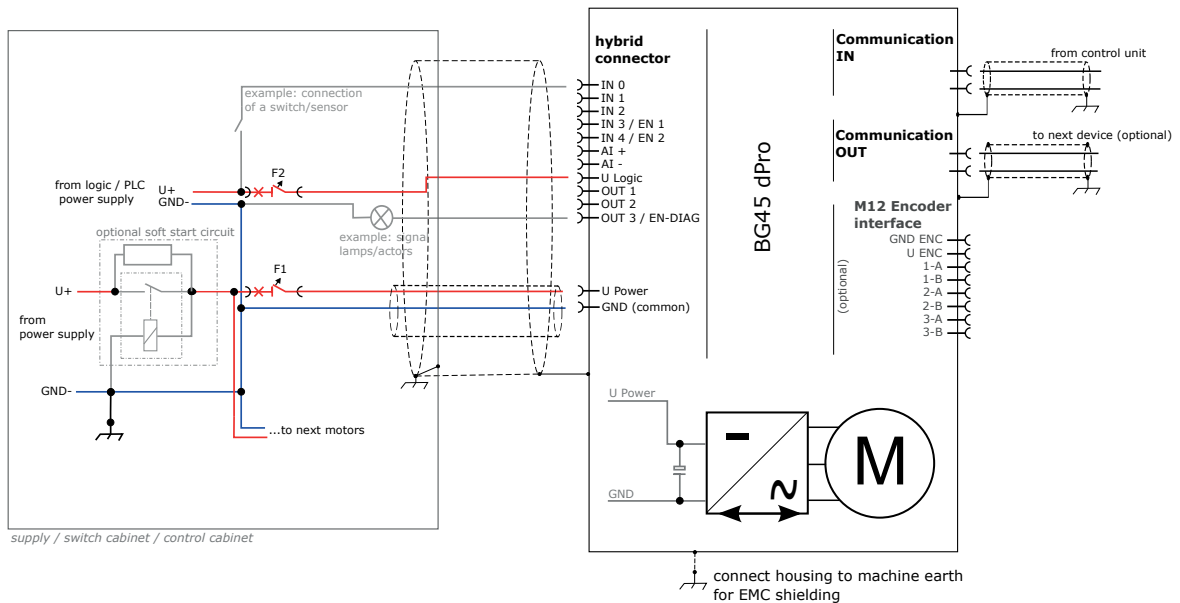 hybrid
connector
IN 0
IN 1
IN 2
IN 3 / EN 1
IN 4 / EN 2
AI +
AI -
U Logic
OUT 1
OUT 2
OUT 3 / EN-DIAG
U Power
GND (common)
BG45 dPro
Communication
IN
from control unit
Communication
OUT
to next device (optional)
M12 Encoder
interface
(optional)
GND ENC
U ENC
1-A
1-B
2-A
2-B
3-A
3-B
example: connection
of a switch/sensor
from logic / PLC
power supply
U+
GND-
F2
example: signal
lamps/actors
optional soft start circuit
F1
U+
from
power supply
GND-
...to next motors
supply / switch cabinet / control cabinet
U Power
GND
M
connect housing to machine earth
for EMC shielding